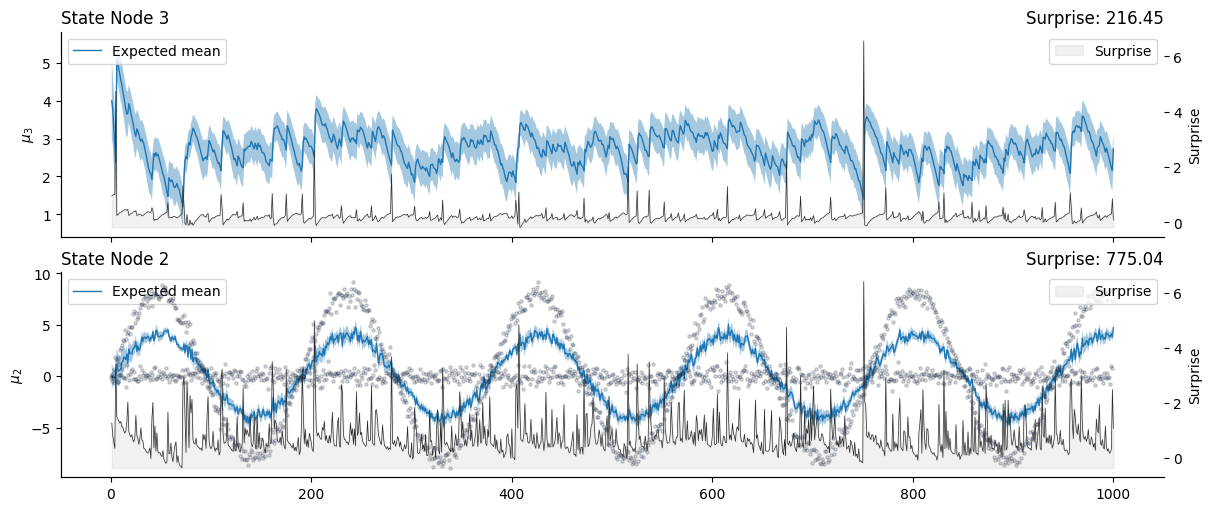 State Node 3
Surprise: 216.45
Expected mean
Surprise
μ3
5
4
3
2
1
6
4
2
0
Surprise
State Node 2
Surprise: 775.04
Expected mean
Surprise
μ2
10
5
0
−5
6
4
2
0
Surprise
0
200
400
600
800
1000